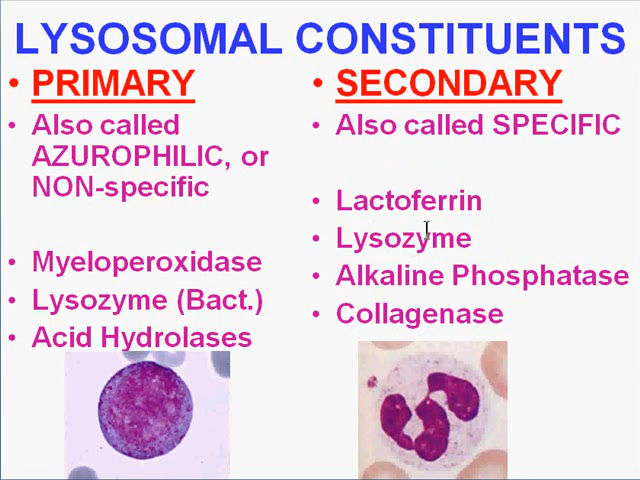 LYSOSOMAL CONSTITUENTS
• PRIMARY
• Also called
AZUROPHILIC, or
NON-specific
• Myeloperoxidase
• Lysozyme (Bact.)
• Acid Hydrolases
• SECONDARY
• Also called SPECIFIC
• Lactoferrin
• Lysozyme
• Alkaline Phosphatase
• Collagenase